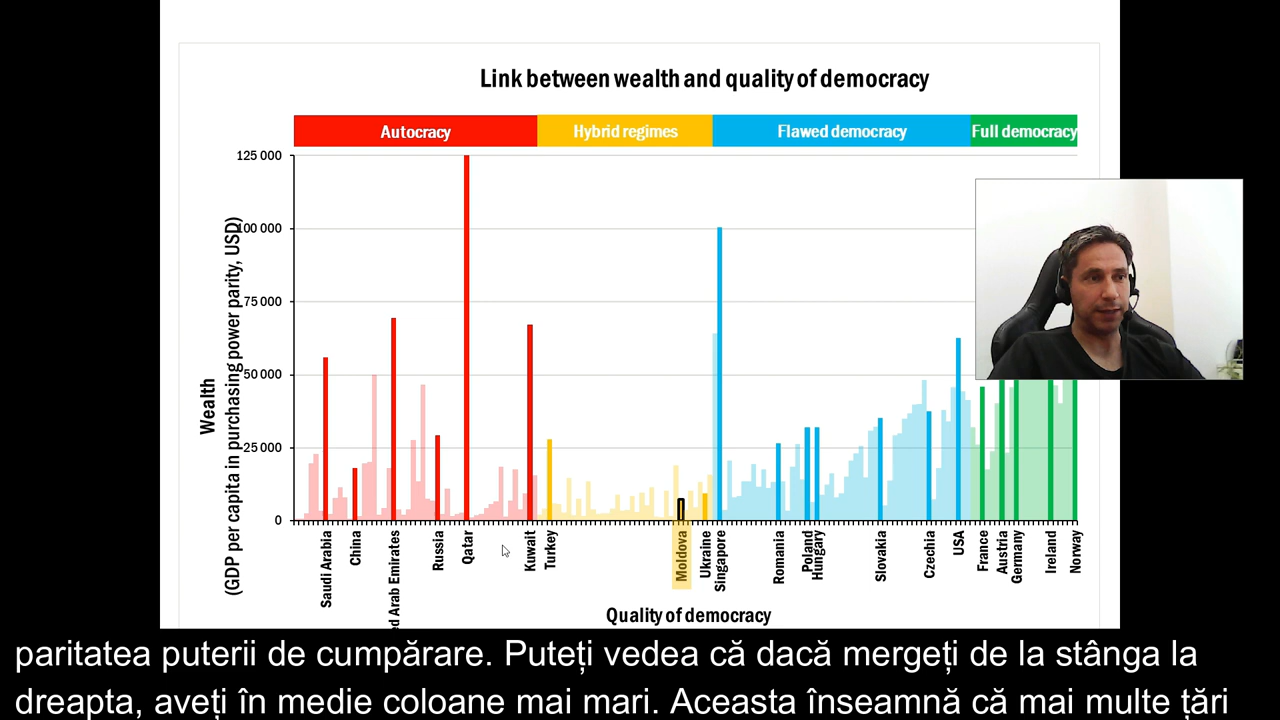 Link between wealth and quality of democracy
Autocracy
Hybrid regimes
Flawed democracy
Full democracy
125 000
100 000
75 000
50 000
25 000
0
Wealth
(GDP per capita in purchasing power parity, USD)
Saudi Arabia
China
ed Arab Emirates
Russia
Qatar
Kuwait
Turkey
Moldova
Ukraine
Singapore
Romania
Poland
Hungary
Slovakia
Czechia
USA
France
Austria
Germany
Ireland
Norway
Quality of democracy
paritatea puterii de cumpărare. Puteți vedea că dacă mergeți de la stânga la
dreapta, aveți în medie coloane mai mari. Aceasta înseamnă că mai multe țări